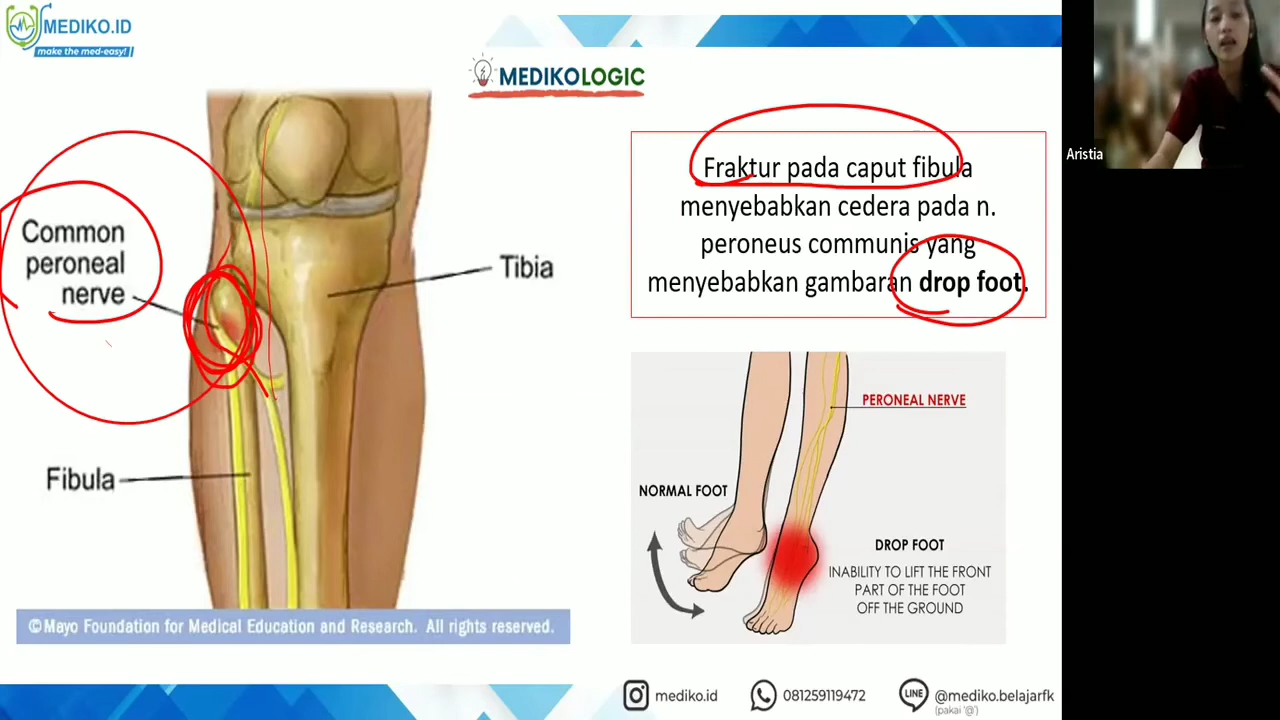 MEDIKO.ID
make the med-easy!
MEDIKOLOGIC
Aristia
Fraktur pada caput fibula
menyebabkan cedera pada n.
peroneus communis yang
menyebabkan gambaran drop foot.
Common
peroneal
nerve
Tibia
Fibula
©Mayo Foundation for Medical Education and Research. All rights reserved.
PERONEAL NERVE
NORMAL FOOT
DROP FOOT
INABILITY TO LIFT THE FRONT
PART OF THE FOOT
OFF THE GROUND
mediko.id
081259119472
LINE
@mediko.belajarfk
(pakai '@')